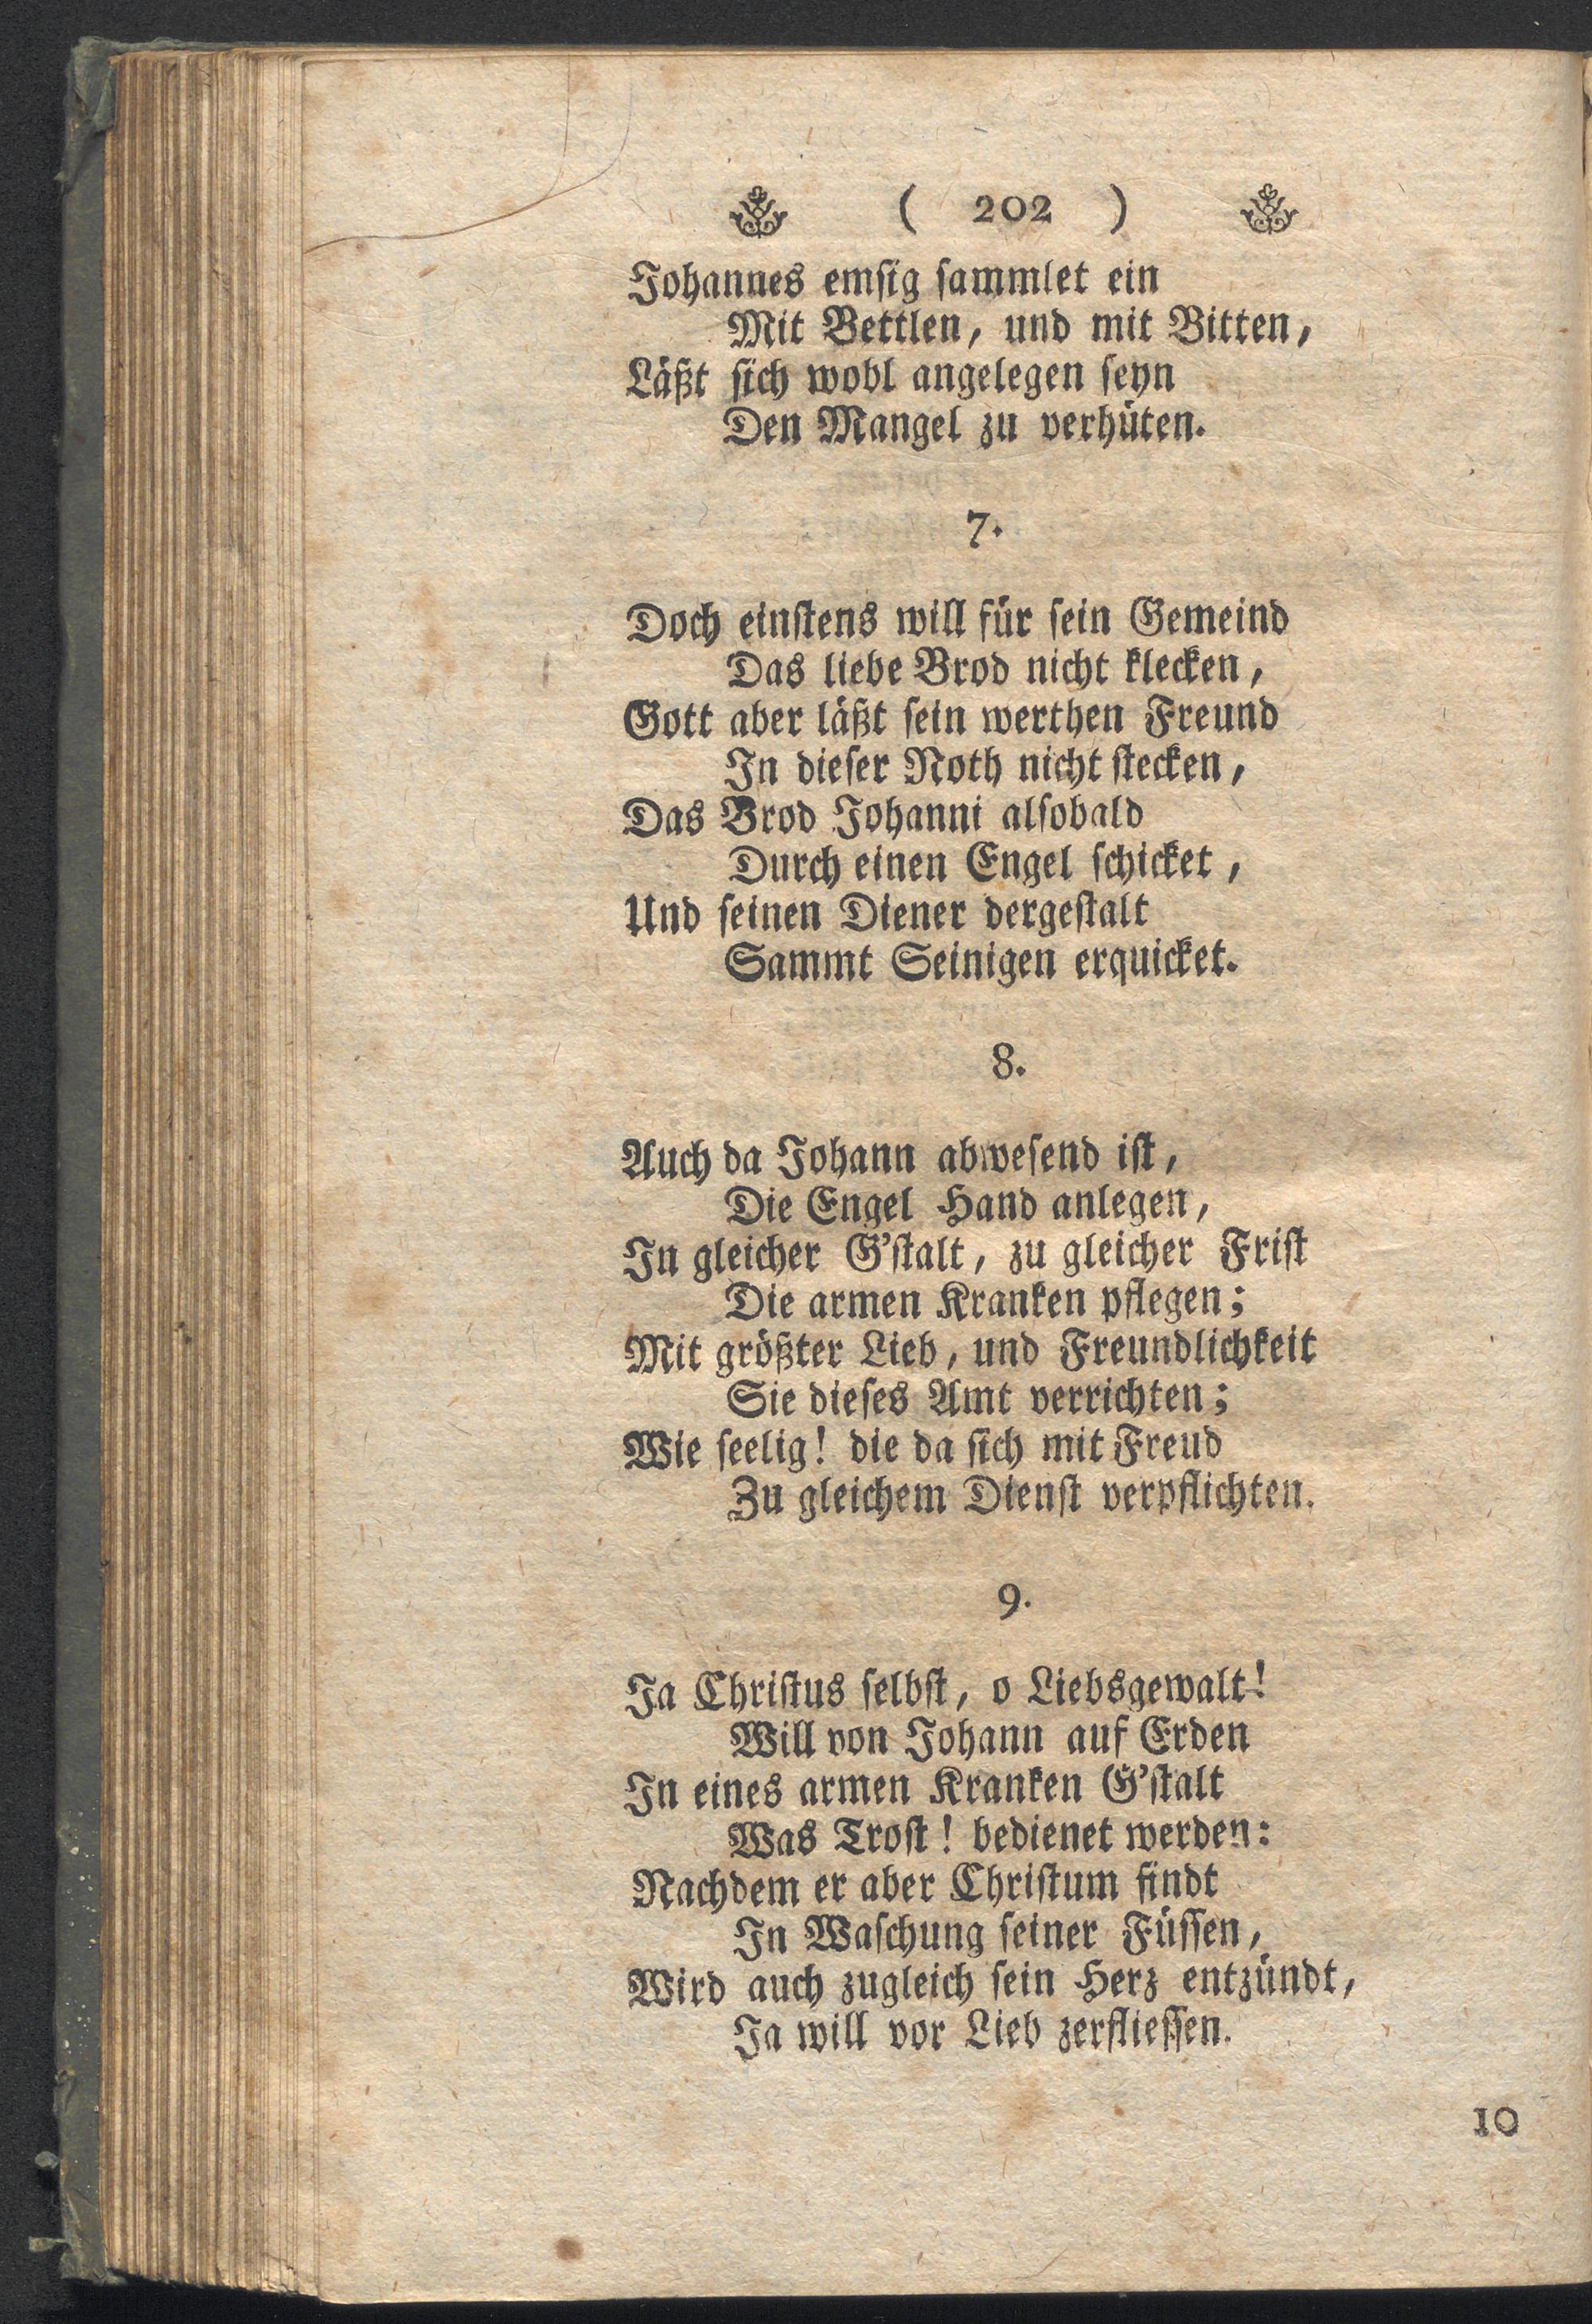 ( 202 )
Johannes emſig ſammlet ein
Mit Bettlen, und mit Bitten,
Läßt ſich wohl angelegen ſeyn
Den Mangel zu verhüten.
7.
Doch einſtens will für ſein Gemeind
Das liebe Brod nicht klecken,
Gott aber läßt ſein werthen Freund
In dieſer Noth nicht ſtecken,
Das Brod Johanni alſobald
Durch einen Engel ſchicket,
Und ſeinen Diener dergeſtalt
Sammt Seinigen erquicket.
8.
Auch da Johann abweſend iſt,
Die Engel Hand anlegen,
In gleicher G'ſtalt, zu gleicher Friſt
Die armen Kranken pflegen;
Mit größter Lieb, und Freundlichkeit
Sie dieſes Amt verrichten;
Wie ſeelig! die da ſich mit Freud
Zu gleichem Dienſt verpflichten.
9.
Ja Chriſtus ſelbſt, o Liebsgewalt!
Will von Johann auf Erden
In eines armen Kranken G'ſtalt
Was Troſt! bedienet werden:
Nachdem er aber Chriſtum findt
In Waſchung ſeiner Füſſen,
Wird auch zugleich ſein Herz entzündt,
Ja will vor Lieb zerflieſſen.
10